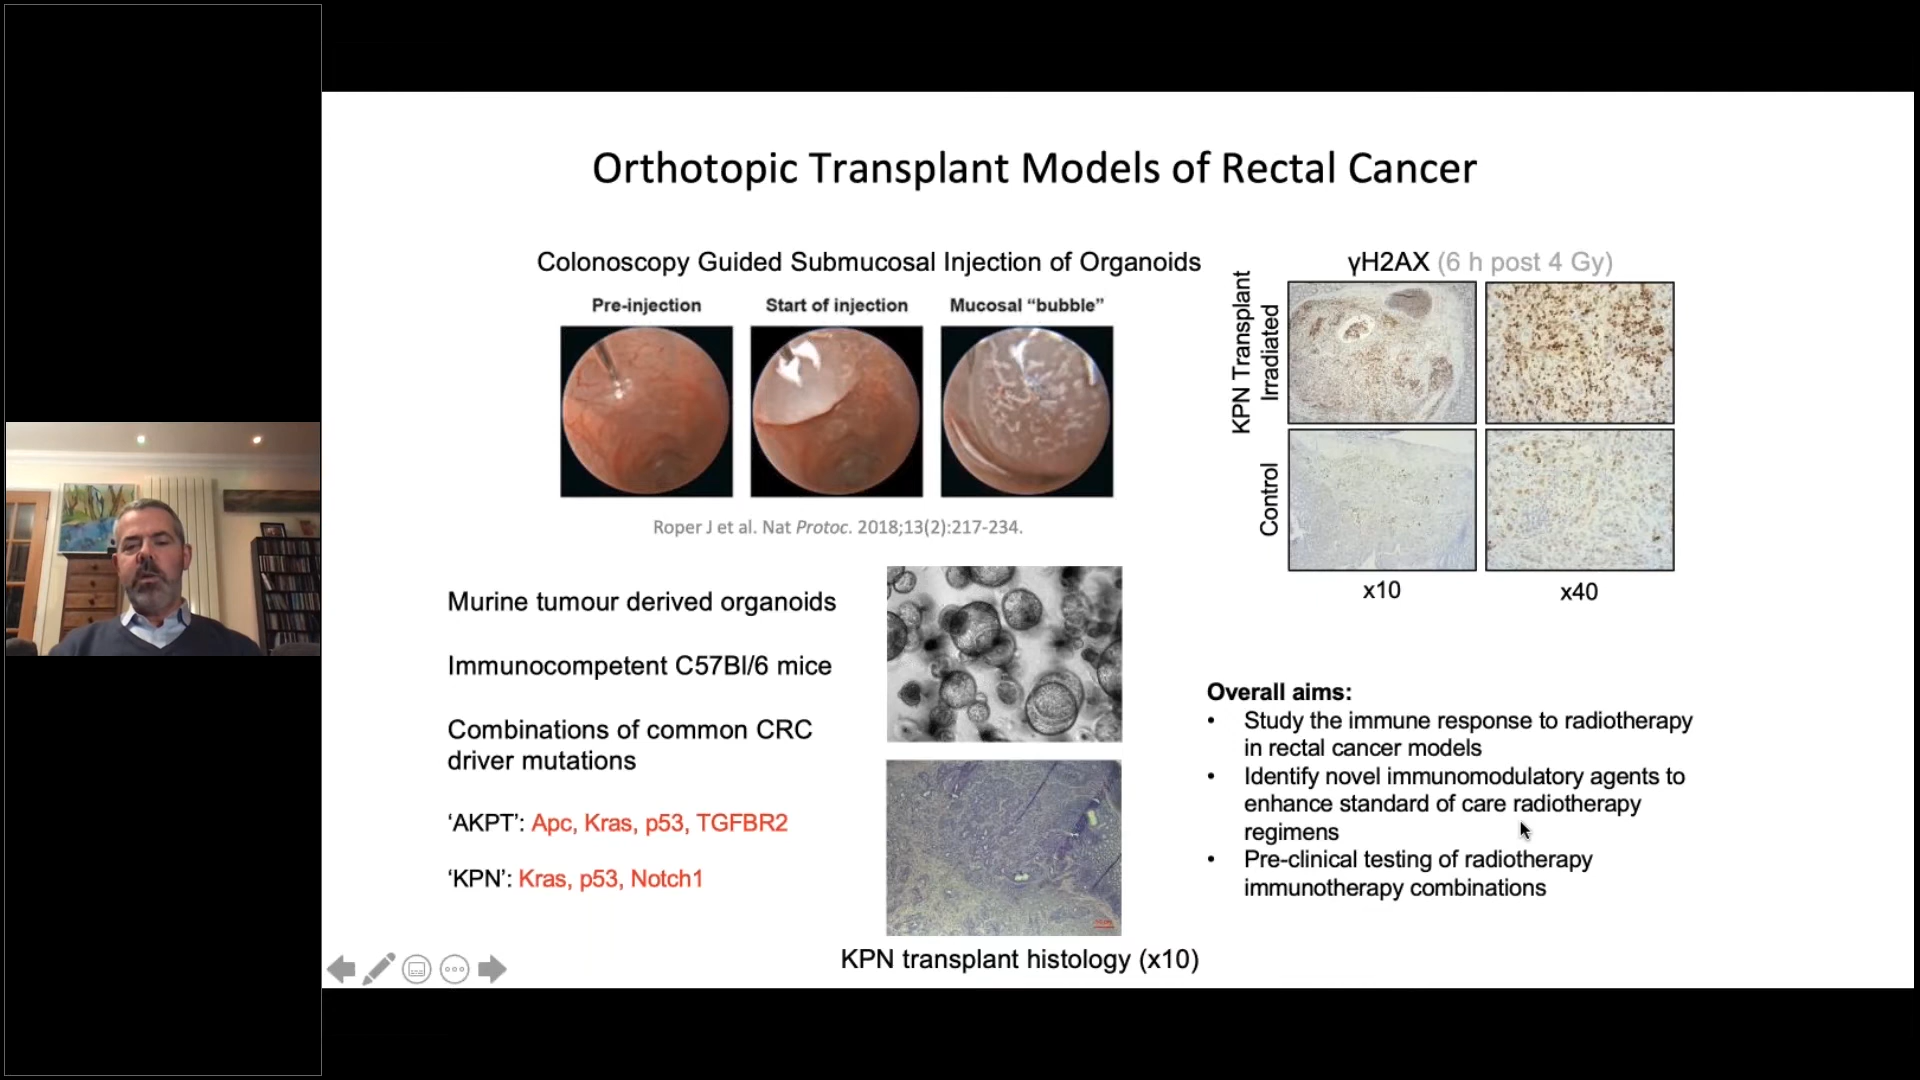 Orthotopic Transplant Models of Rectal Cancer
Colonoscopy Guided Submucosal Injection of Organoids
Pre-injection
Start of injection
Mucosal “bubble”
Roper J et al. Nat Protoc. 2018;13(2):217-234.
Murine tumour derived organoids
Immunocompetent C57Bl/6 mice
Combinations of common CRC
driver mutations
‘AKPT’: Apc, Kras, p53, TGFBR2
‘KPN’: Kras, p53, Notch1
KPN transplant histology (x10)
γH2AX (6 h post 4 Gy)
KPN Transplant
Irradiated
Control
x10
x40
Overall aims:
• Study the immune response to radiotherapy
in rectal cancer models
• Identify novel immunomodulatory agents to
enhance standard of care radiotherapy
regimens
• Pre-clinical testing of radiotherapy
immunotherapy combinations